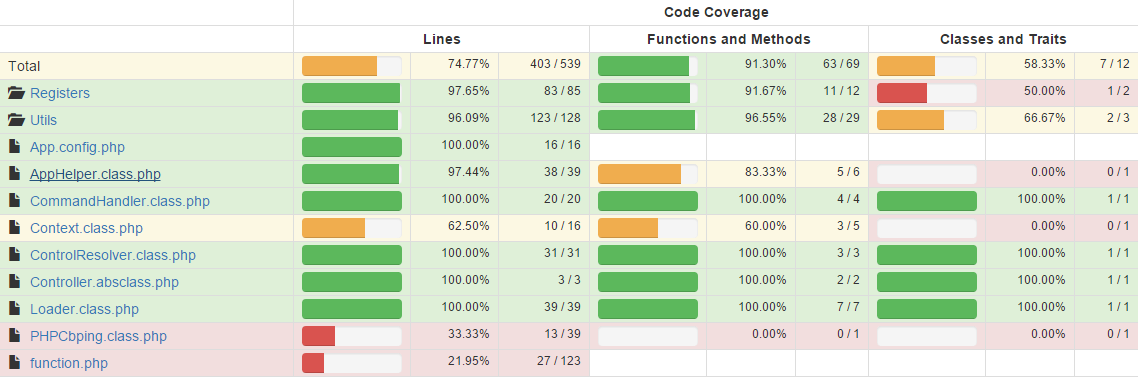 Code Coverage
Lines Functions and Methods Classes and Traits
Total 74.77% 403 / 539 91.30% 63 / 69 58.33% 7 / 12
Registers 97.65% 83 / 85 91.67% 11 / 12 50.00% 1 / 2
Utils 96.09% 123 / 128 96.55% 28 / 29 66.67% 2 / 3
App.config.php 100.00% 16 / 16
AppHelper.class.php 97.44% 38 / 39 83.33% 5 / 6 0.00% 0 / 1
CommandHandler.class.php 100.00% 20 / 20 100.00% 4 / 4 100.00% 1 / 1
Context.class.php 62.50% 10 / 16 60.00% 3 / 5 0.00% 0 / 1
ControlResolver.class.php 100.00% 31 / 31 100.00% 3 / 3 100.00% 1 / 1
Controller.absclass.php 100.00% 3 / 3 100.00% 2 / 2 100.00% 1 / 1
Loader.class.php 100.00% 39 / 39 100.00% 7 / 7 100.00% 1 / 1
PHPCbping.class.php 33.33% 13 / 39 0.00% 0 / 1 0.00% 0 / 1
function.php 21.95% 27 / 123